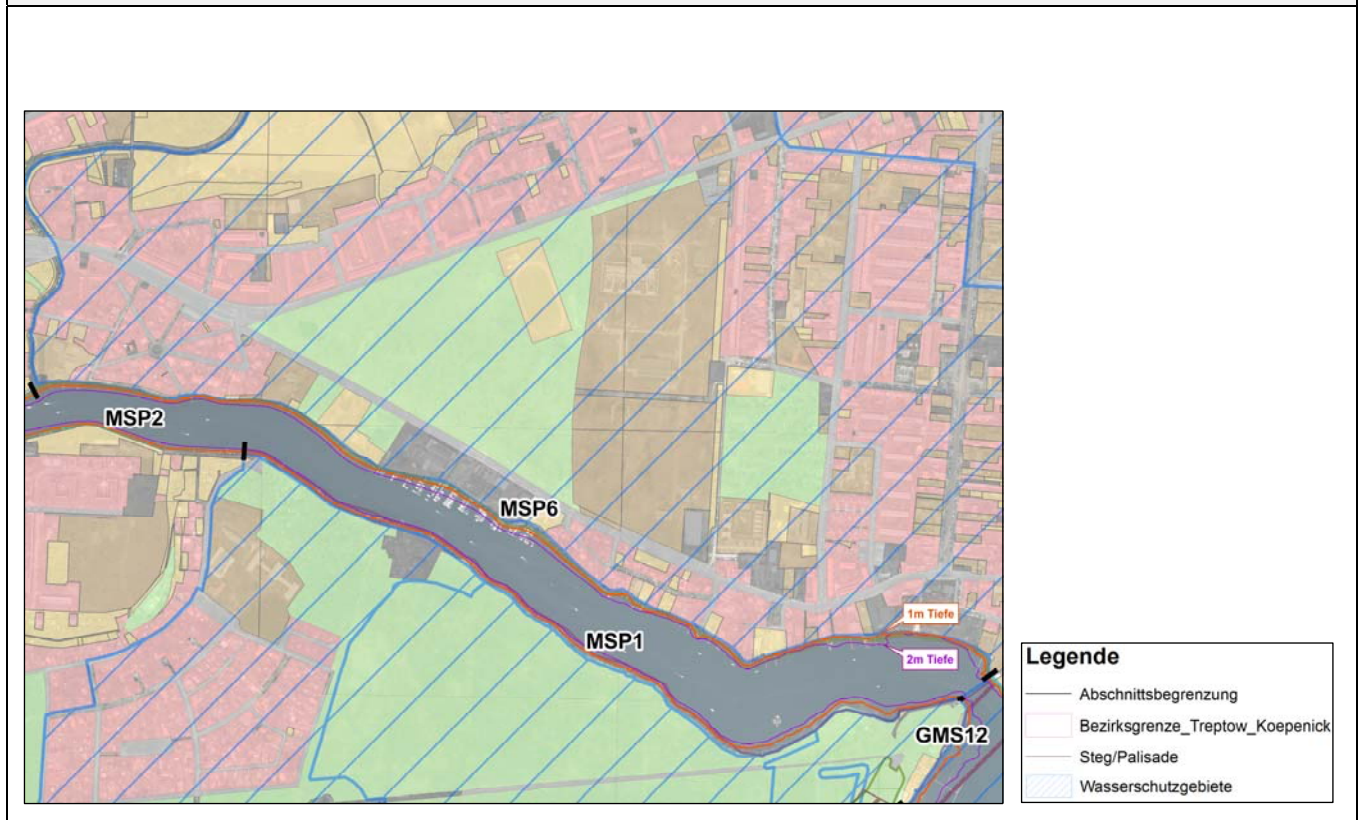 MSP2
MSP6
MSP1
1m Tiefe
2m Tiefe
GMS12
Legende
Abschnittsbegrenzung
Bezirksgrenze_Treptow_Koepenick
Steg/Palisade
Wasserschutzgebiete